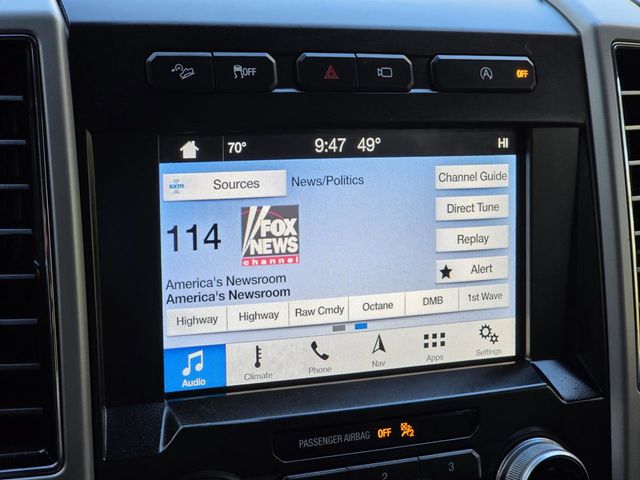 OFF
OFF
70° 9:47 49° HI
sxm Sources News/Politics Channel Guide
114 FOX NEWS channel Direct Tune
Replay
Alert
America's Newsroom
America's Newsroom
Highway Highway Raw Cmdy Octane DMB 1st Wave
Audio Climate Phone Nav Apps Settings
PASSENGER AIRBAG OFF 2
2 3